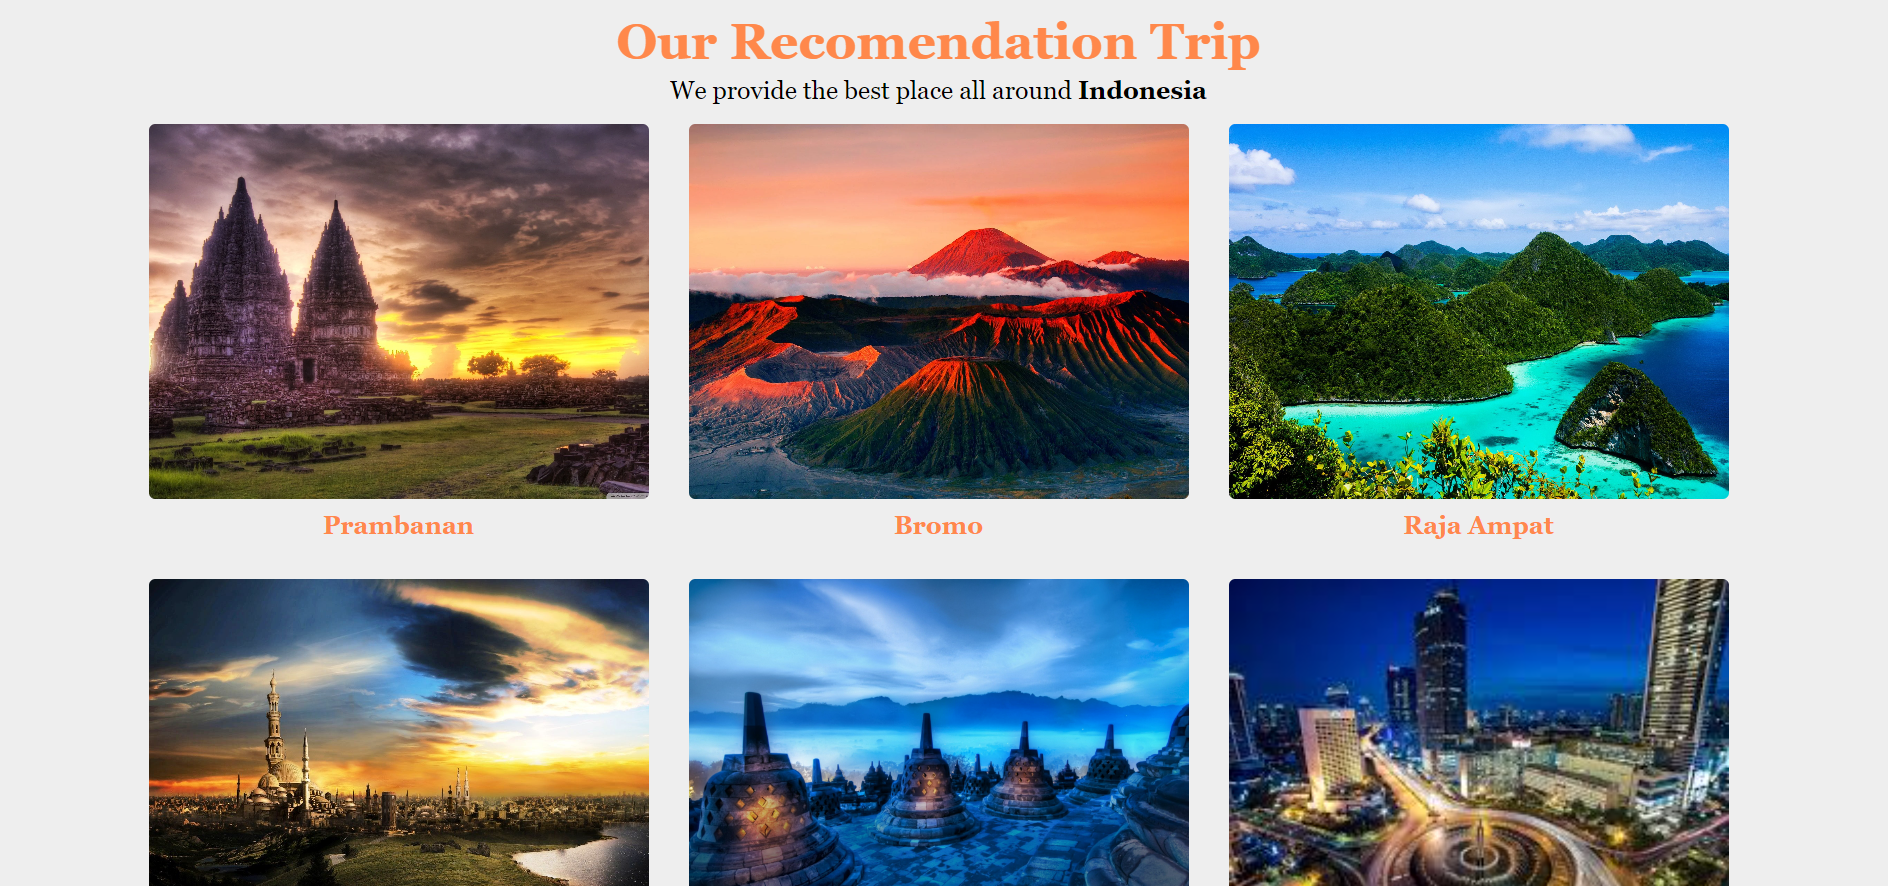 Our Recomendation Trip
We provide the best place all around Indonesia
Prambanan
Bromo
Raja Ampat